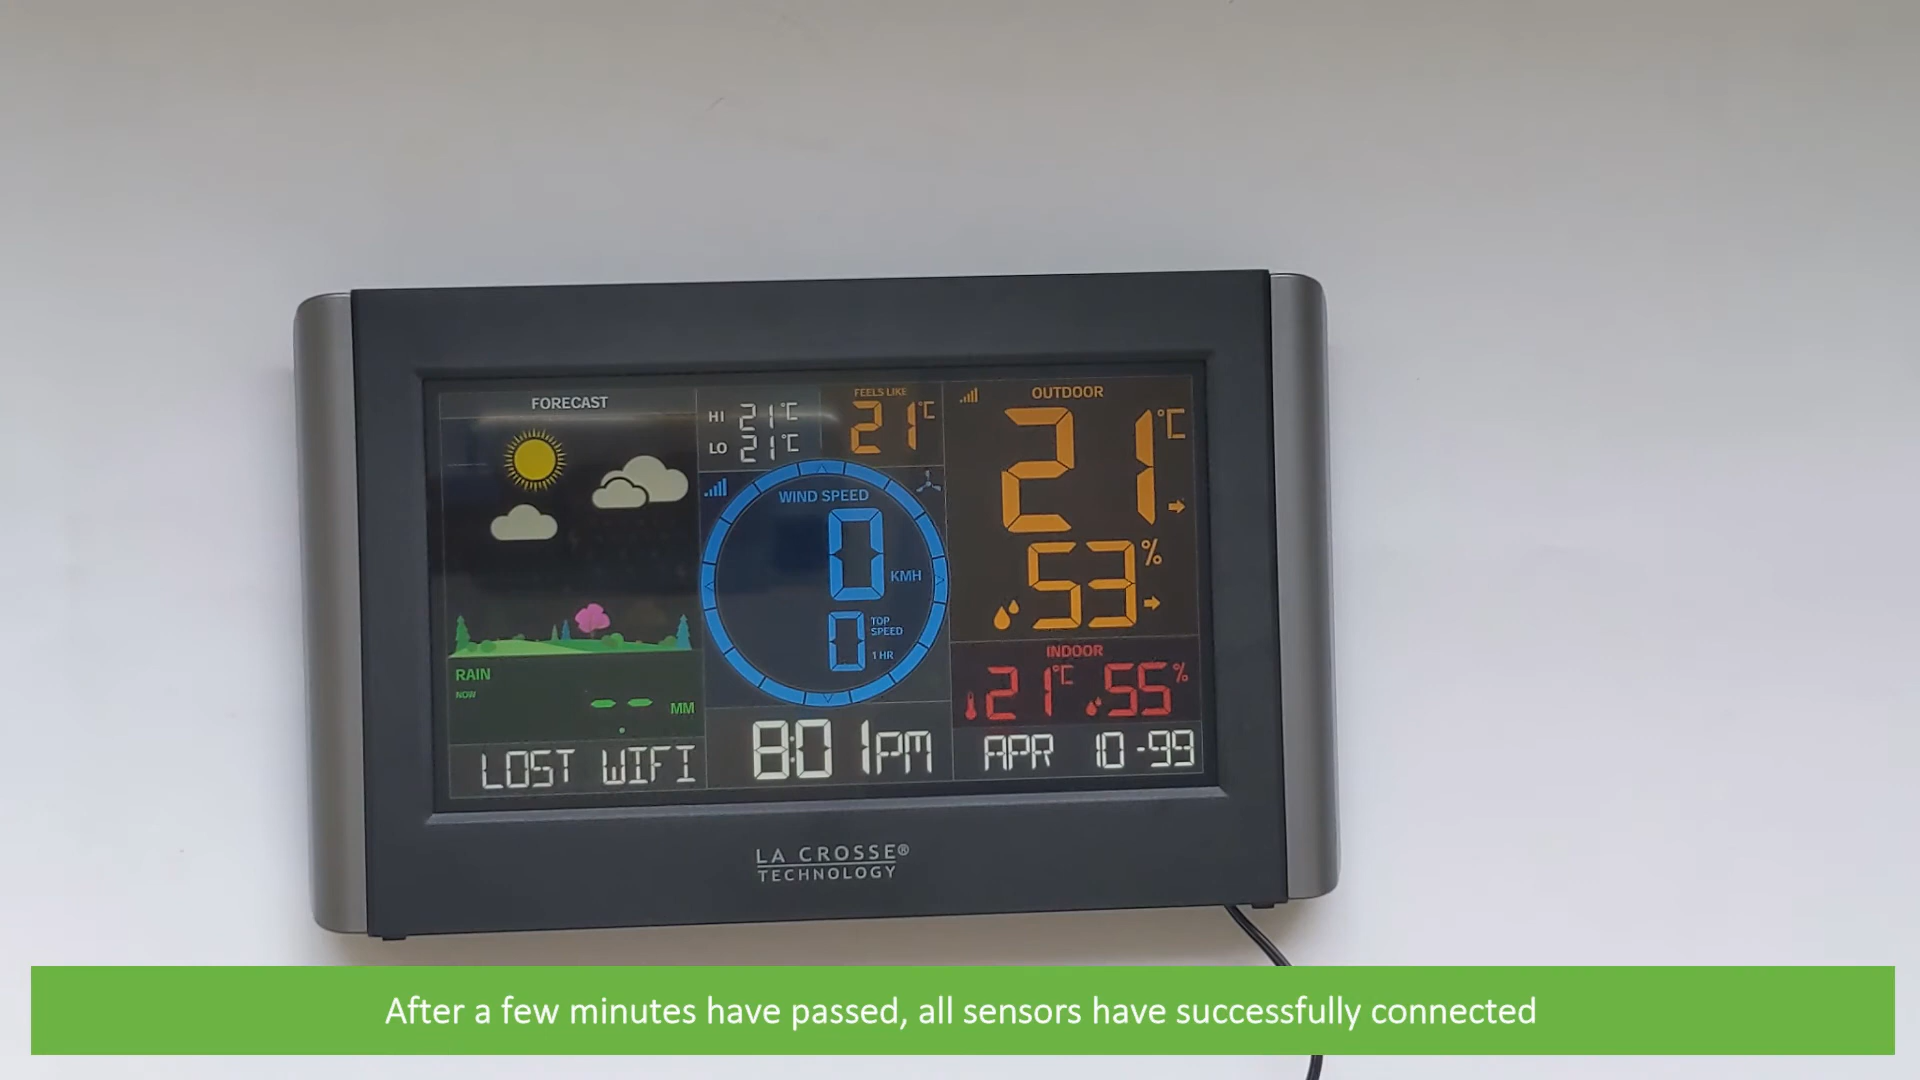 FORECAST
HI 21°C
LO 21°C
FEELS LIKE
21°C
OUTDOOR
21°C
53%
WIND SPEED
0 KMH
0 TOP SPEED
1 HR
INDOOR
21°C 55%
RAIN
NOW
--.MM
LOST WIFI
8:01PM
APR 10-99
LA CROSSE®
TECHNOLOGY
After a few minutes have passed, all sensors have successfully connected